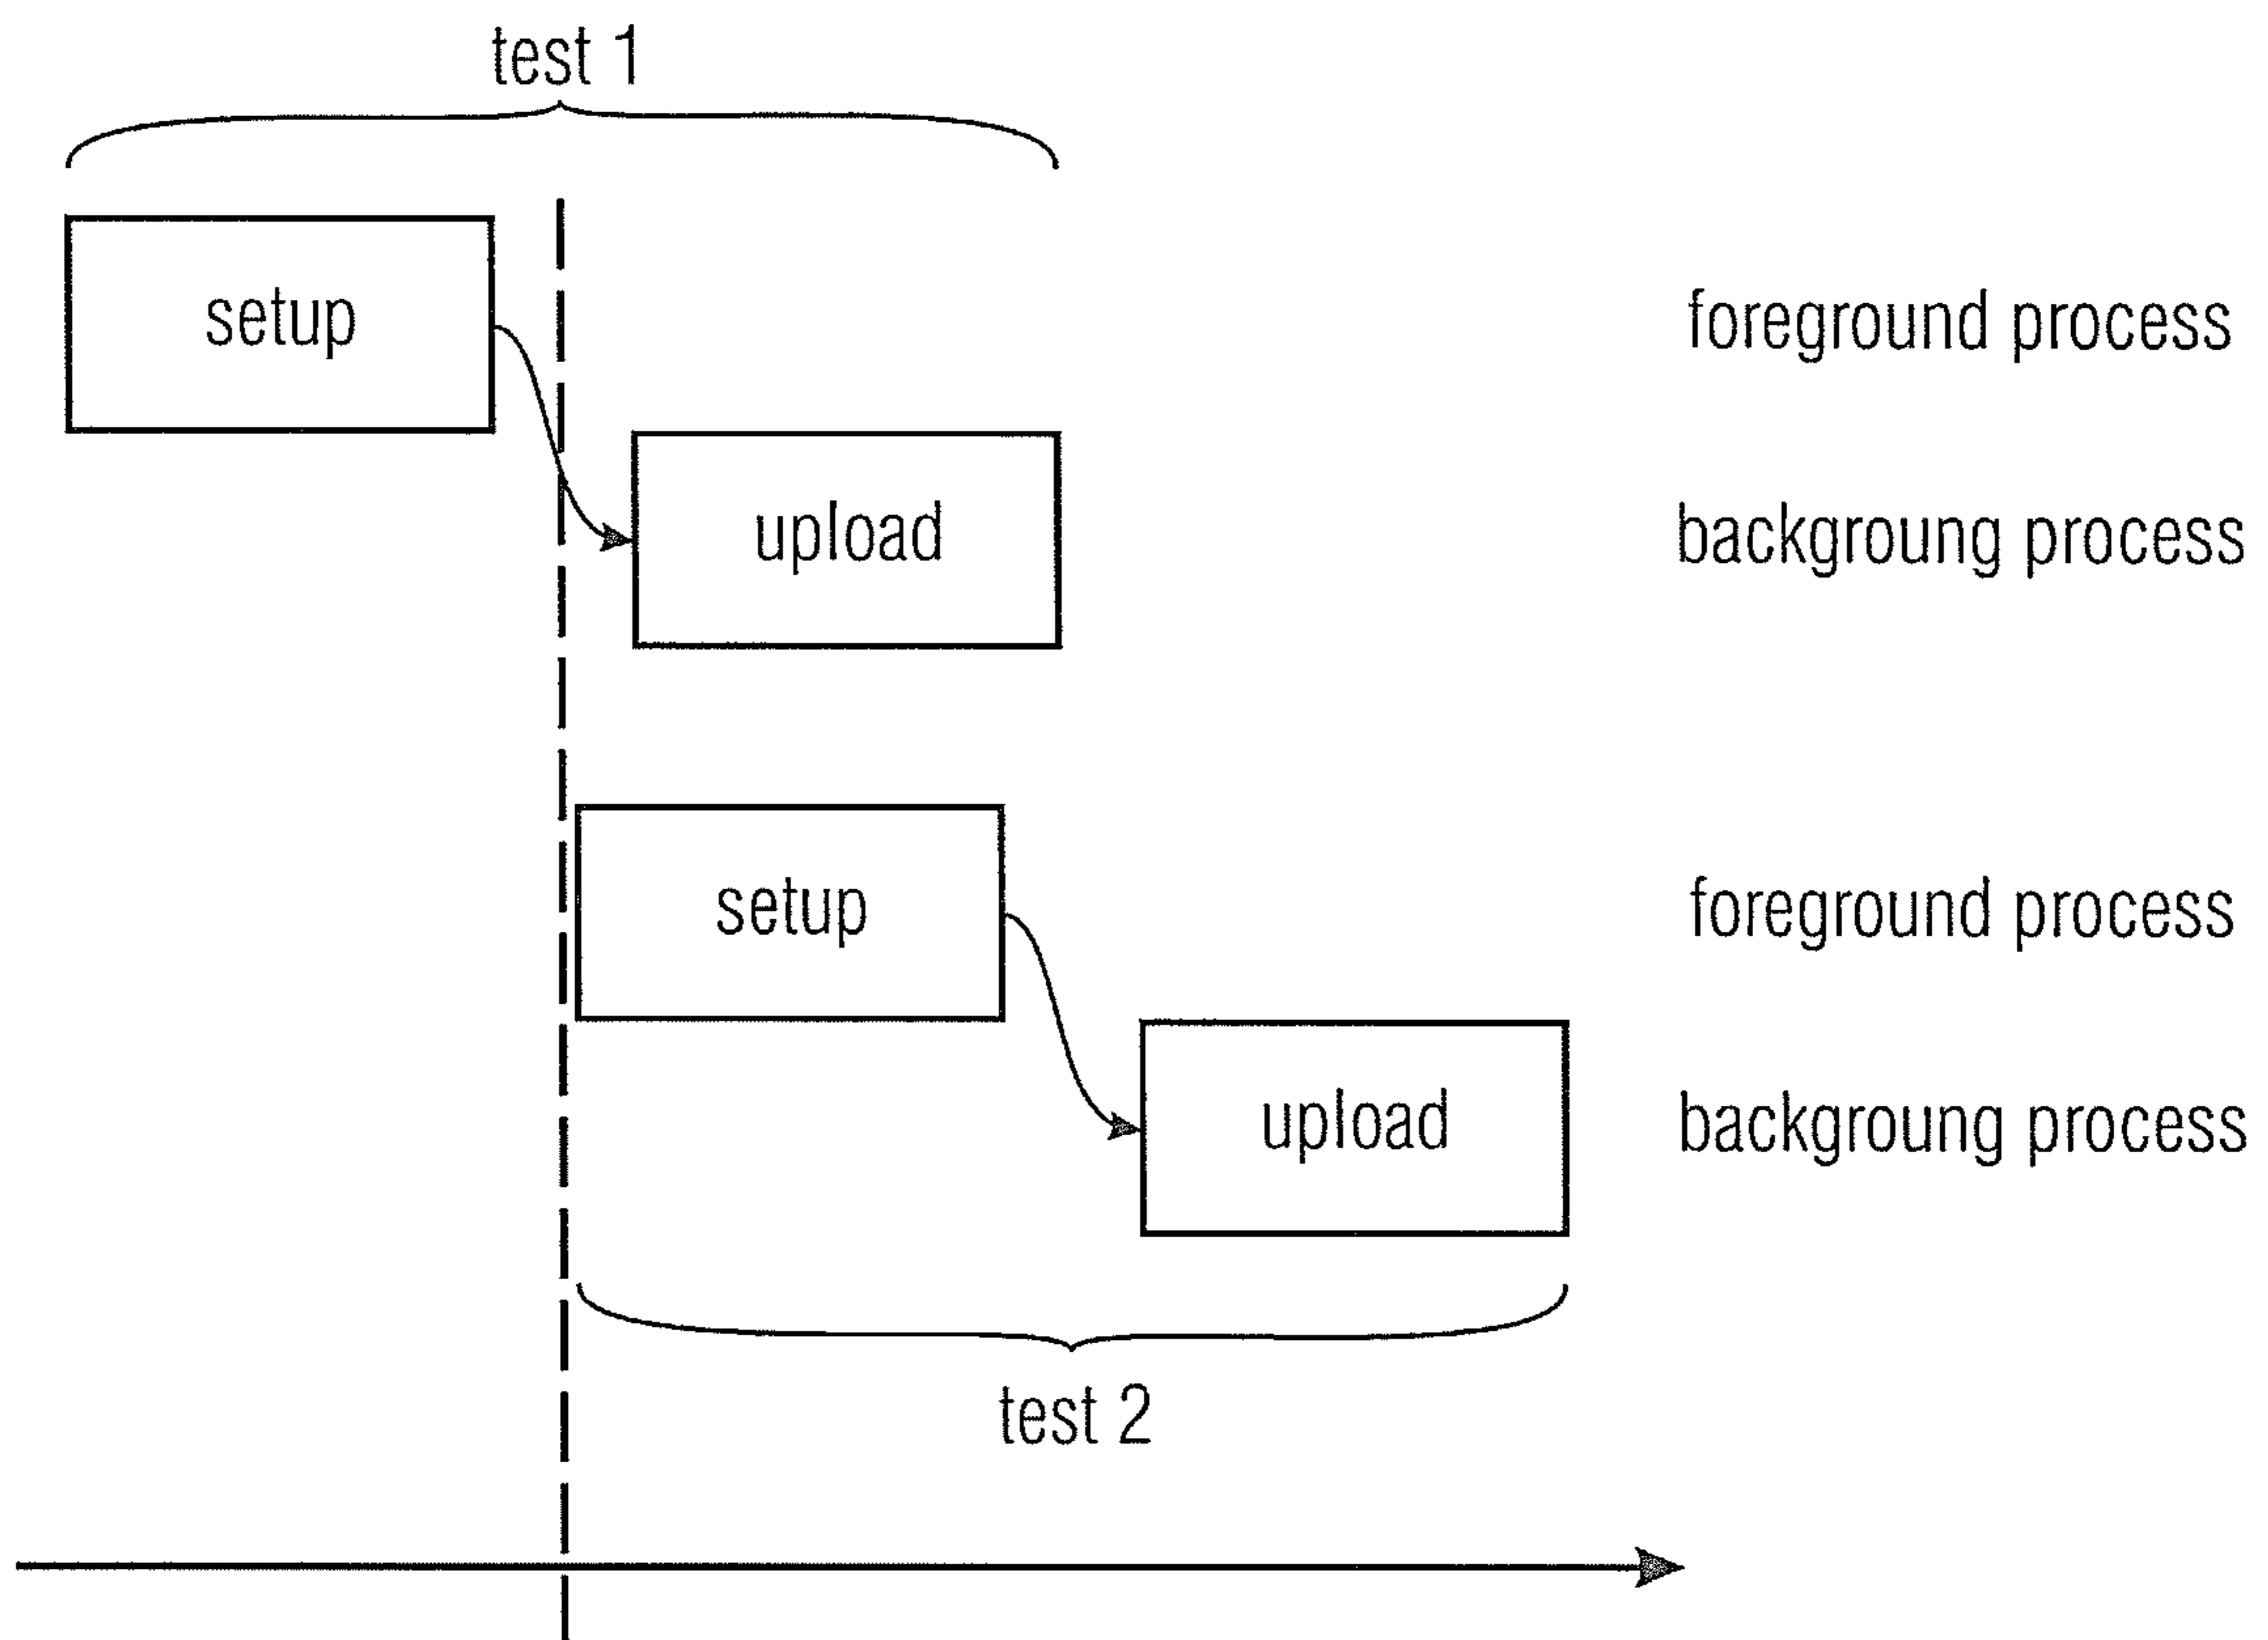 test 1
setup
foreground process
upload
backgroung process
setup
foreground process
upload
backgroung process
test 2